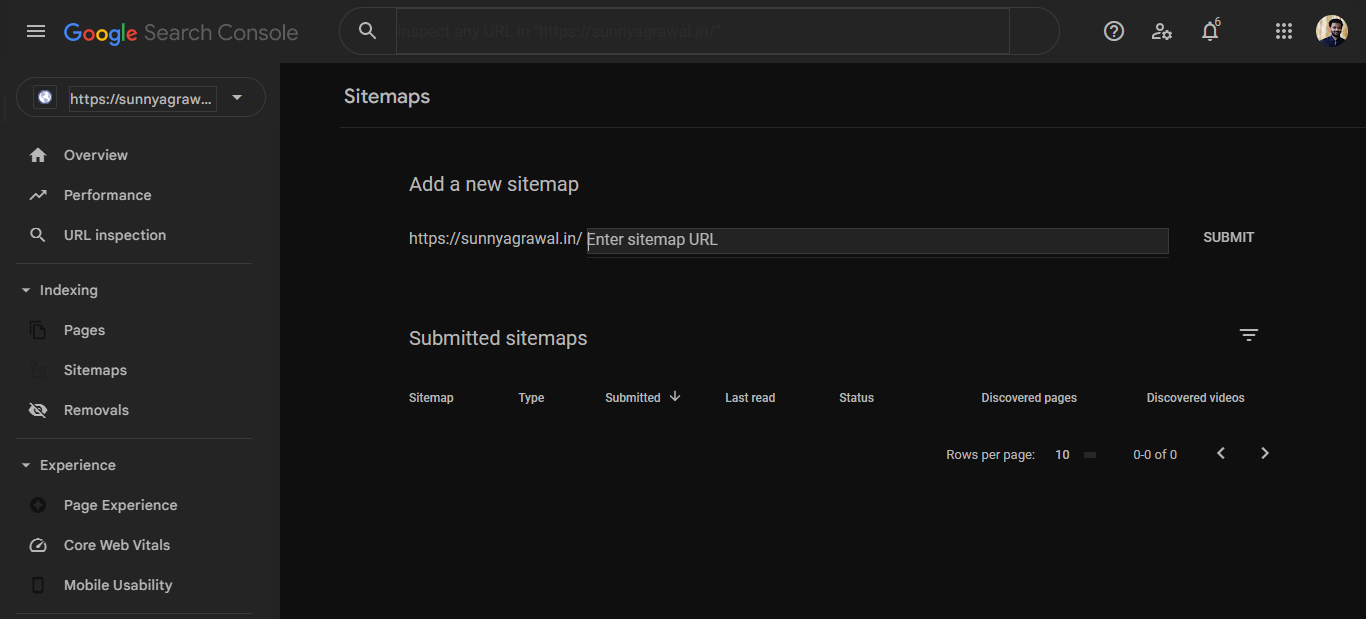 Google Search Console
Inspect any URL in "https://sunnyagrawal.in/"
6
https://sunnyagraw...
Overview
Performance
URL inspection
Indexing
Pages
Sitemaps
Removals
Experience
Page Experience
Core Web Vitals
Mobile Usability
Sitemaps
Add a new sitemap
https://sunnyagrawal.in/ Enter sitemap URL SUBMIT
Submitted sitemaps
Sitemap Type Submitted Last read Status Discovered pages Discovered videos
Rows per page: 10 0-0 of 0